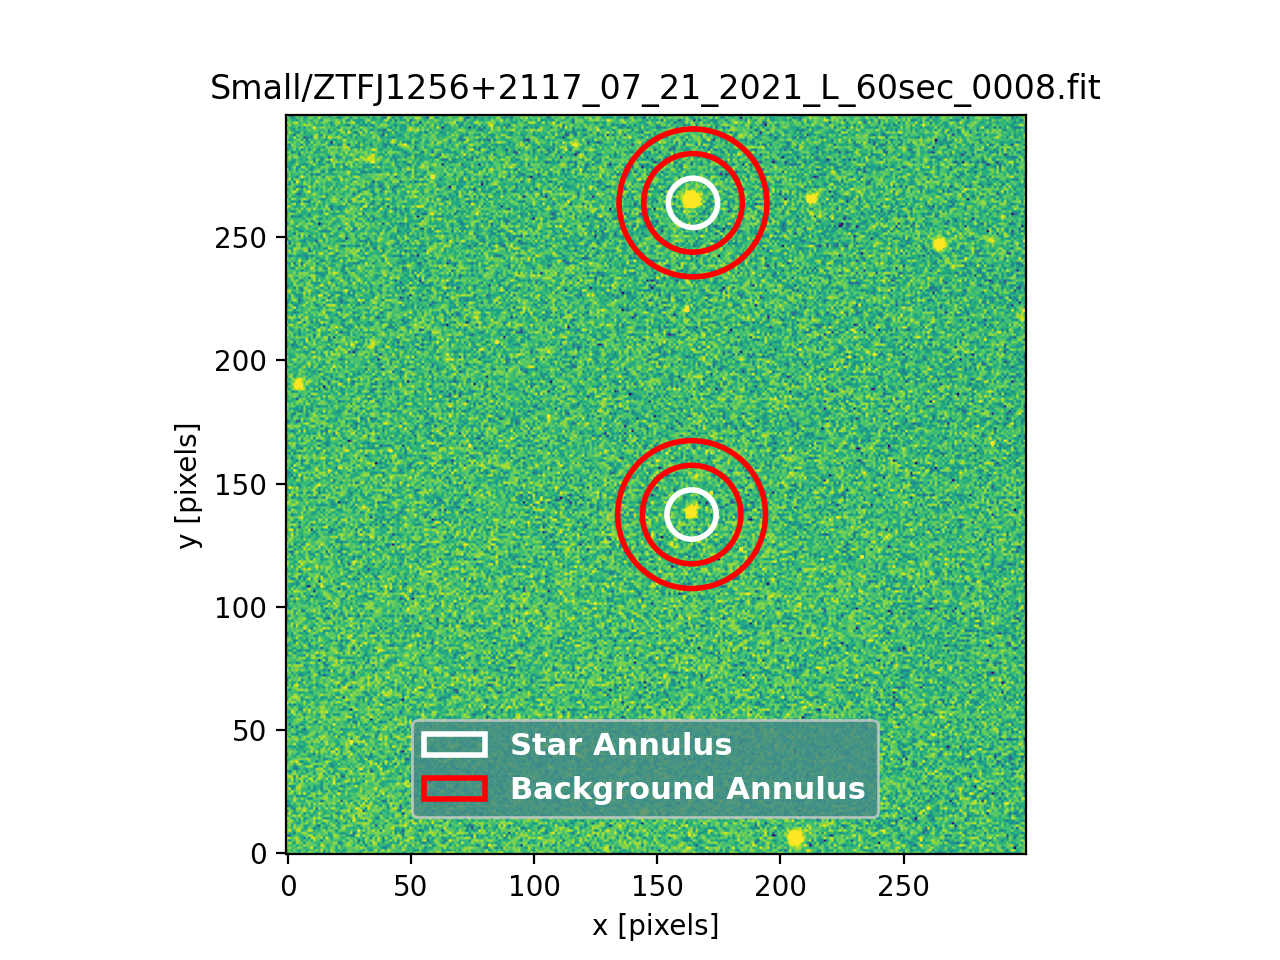 Small/ZTFJ1256+2117_07_21_2021_L_60sec_0008.fit
250
200
150
100
50
0
y [pixels]
Star Annulus
Background Annulus
0 50 100 150 200 250
x [pixels]